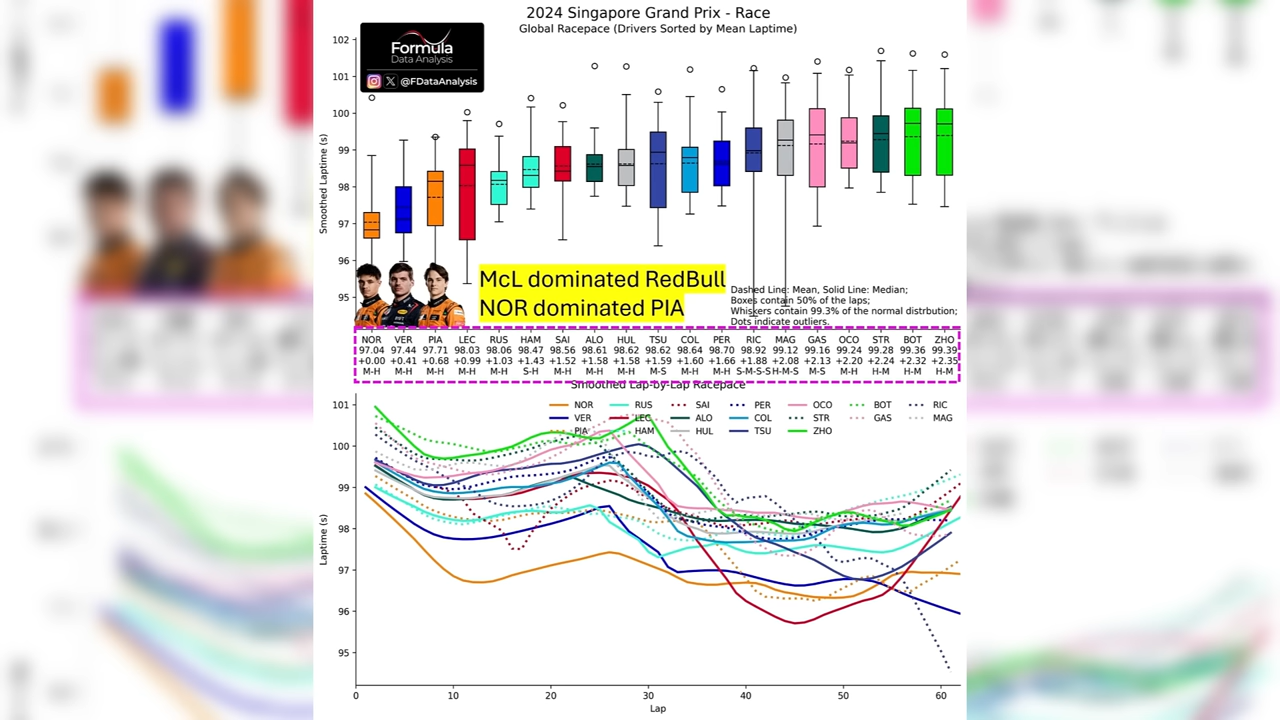 2024 Singapore Grand Prix - Race
Global Racepace (Drivers Sorted by Mean Laptime)
Formula
Data Analysis
@FDataAnalysis
Smoothed Laptime (s)
102
101
100
99
98
97
96
95
McL dominated RedBull
NOR dominated PIA
Dashed Line: Mean, Solid Line: Median;
Boxes contain 50% of the laps;
Whiskers contain 99.3% of the normal distrbution;
Dots indicate outliers.
NOR VER PIA LEC RUS HAM SAI ALO HUL TSU COL PER RIC MAG GAS OCO STR BOT ZHO
97.04 97.44 97.71 98.03 98.06 98.47 98.56 98.61 98.62 98.62 98.64 98.70 98.92 99.12 99.16 99.24 99.28 99.36 99.39
+0.00 +0.41 +0.68 +0.99 +1.03 +1.43 +1.52 +1.58 +1.58 +1.59 +1.60 +1.66 +1.88 +2.08 +2.13 +2.20 +2.24 +2.32 +2.35
M-H M-H M-H M-H M-H S-H M-H M-H M-H M-S M-H M-H S-M-S-S H-M-S M-S M-H H-M H-M H-M
Smoothed Lap-by-Lap Racepace
NOR RUS SAI PER OCO BOT RIC
VER LEC ALO COL STR GAS MAG
PIA HAM HUL TSU ZHO
Laptime (s)
101
100
99
98
97
96
95
0 10 20 30 40 50 60
Lap